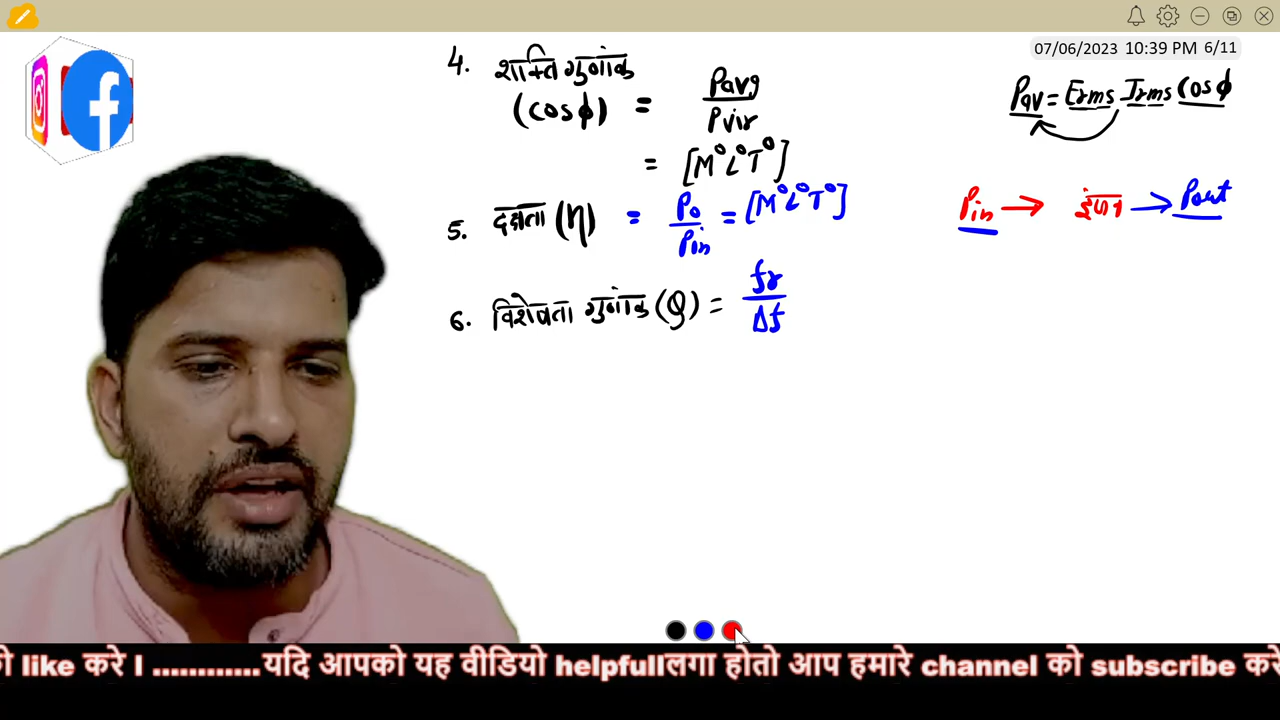 07/06/2023 10:39 PM 6/11
4. शक्ति गुणांक
(cosϕ) = Pavg / Pvir
= [M⁰L⁰T⁰]
Pav = Erms Irms cosϕ
5. दक्षता (η) = Po / Pin = [M⁰L⁰T⁰]
Pin → इंजन → Pout
6. विशेषता गुणांक (Q) = fr / Δf
को like करे l ............यदि आपको यह वीडियो helpfullलगा होतो आप हमारे channel को subscribe करे